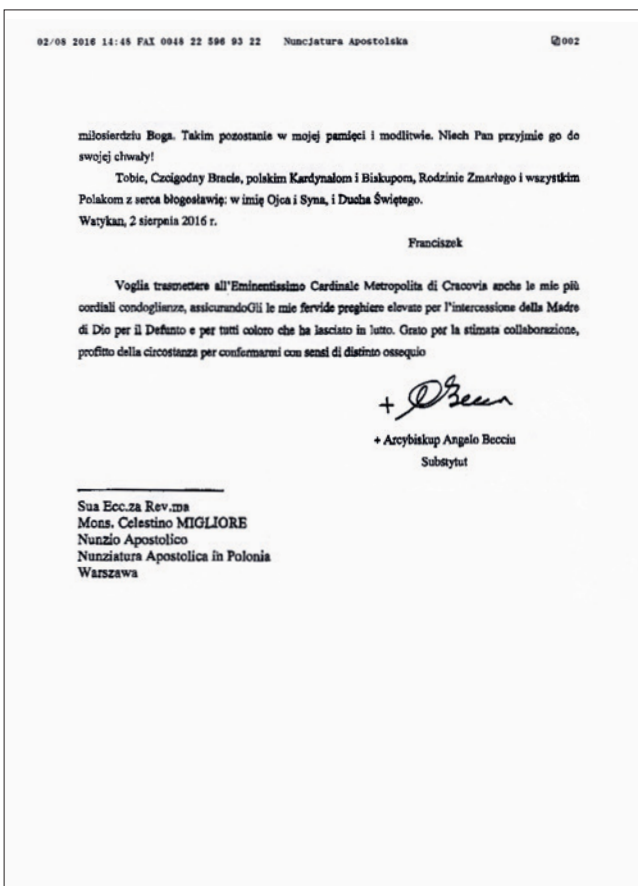 02/08 2016 14:45 FAX 0048 22 596 93 22 Nuncjatura Apostolska 002
miłosierdziu Boga. Takim pozostanie w mojej pamięci i modlitwie. Niech Pan przyjmie go do
swojej chwały!
Tobie, Czcigodny Bracie, polskim Kardynałom i Biskupom, Rodzinie Zmarłego i wszystkim
Polakom z serca błogosławię: w imię Ojca i Syna, i Ducha Świętego.
Watykan, 2 sierpnia 2016 r.
Franciszek
Voglia trasmettere all'Eminentissimo Cardinale Metropolita di Cracovia anche le mie più
cordiali condoglianze, assicurandoGli le mie fervide preghiere elevate per l'intercessione della Madre
di Dio per il Defunto e per tutti coloro che ha lasciato in lutto. Grato per la stimata collaborazione,
profitto della circostanza per confermarmi con sensi di distinto ossequio
+ Becciu
+ Arcybiskup Angelo Becciu
Substytut
Sua Ecc.za Rev.ma
Mons. Celestino MIGLIORE
Nunzio Apostolico
Nunziatura Apostolica in Polonia
Warszawa